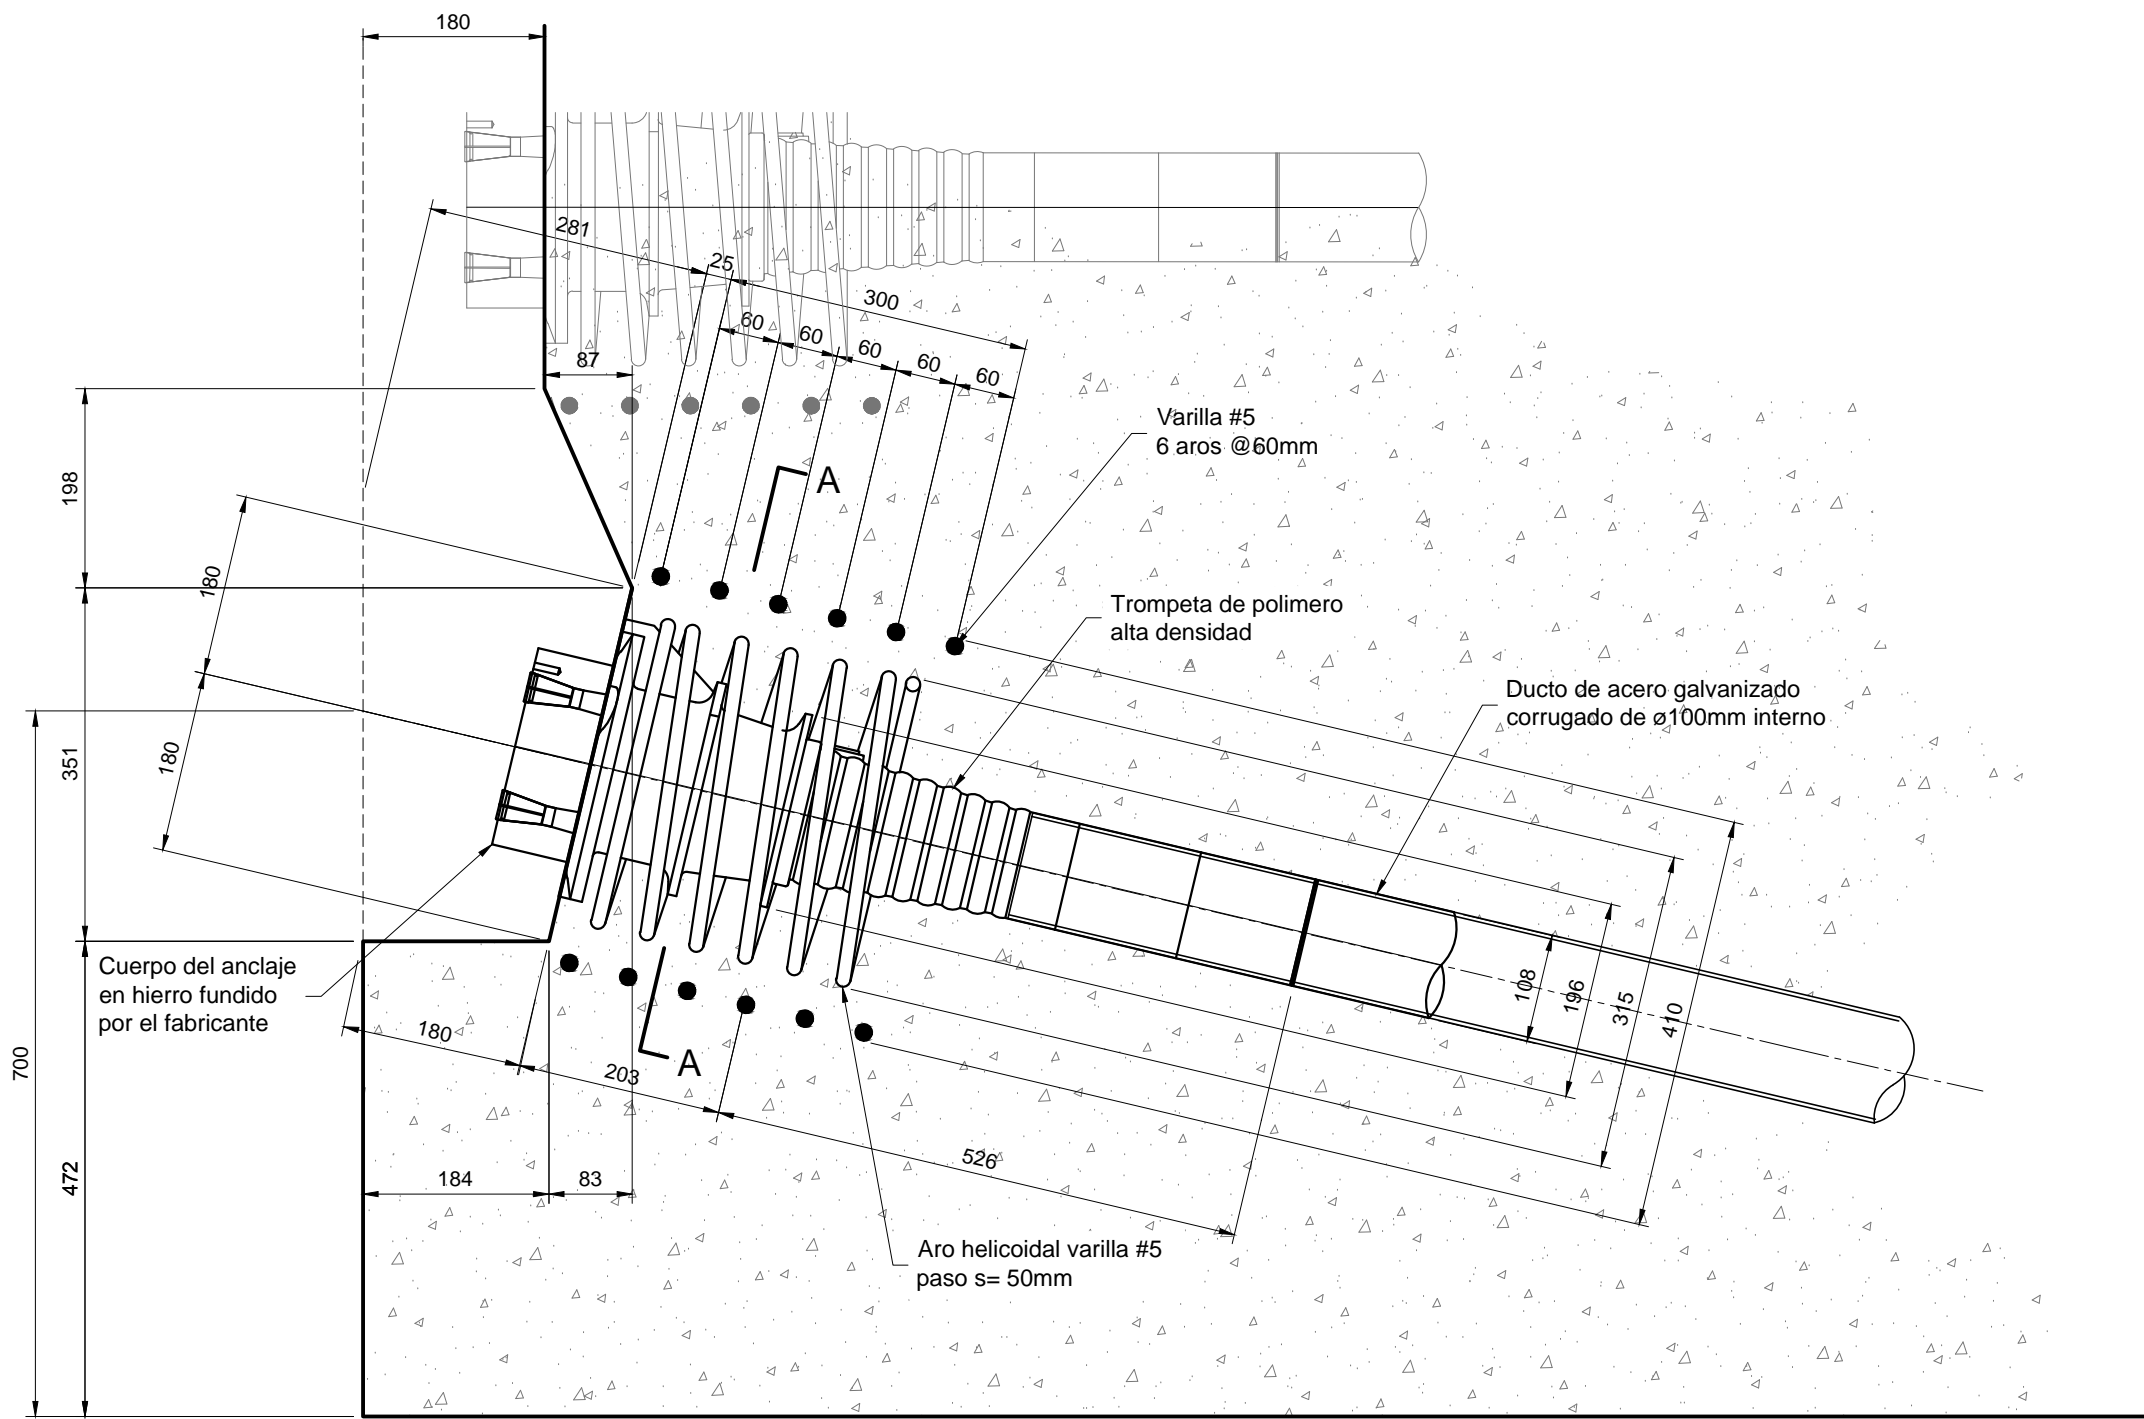 180
281
25
300
60
60
60
60
60
87
Varilla #5
6 aros @60mm
198
A
180
Trompeta de polimero
alta densidad
Ducto de acero galvanizado
corrugado de ø100mm interno
351
180
Cuerpo del anclaje
en hierro fundido
por el fabricante
108
196
315
410
180
700
203
A
526
472
184
83
Aro helicoidal varilla #5
paso s= 50mm